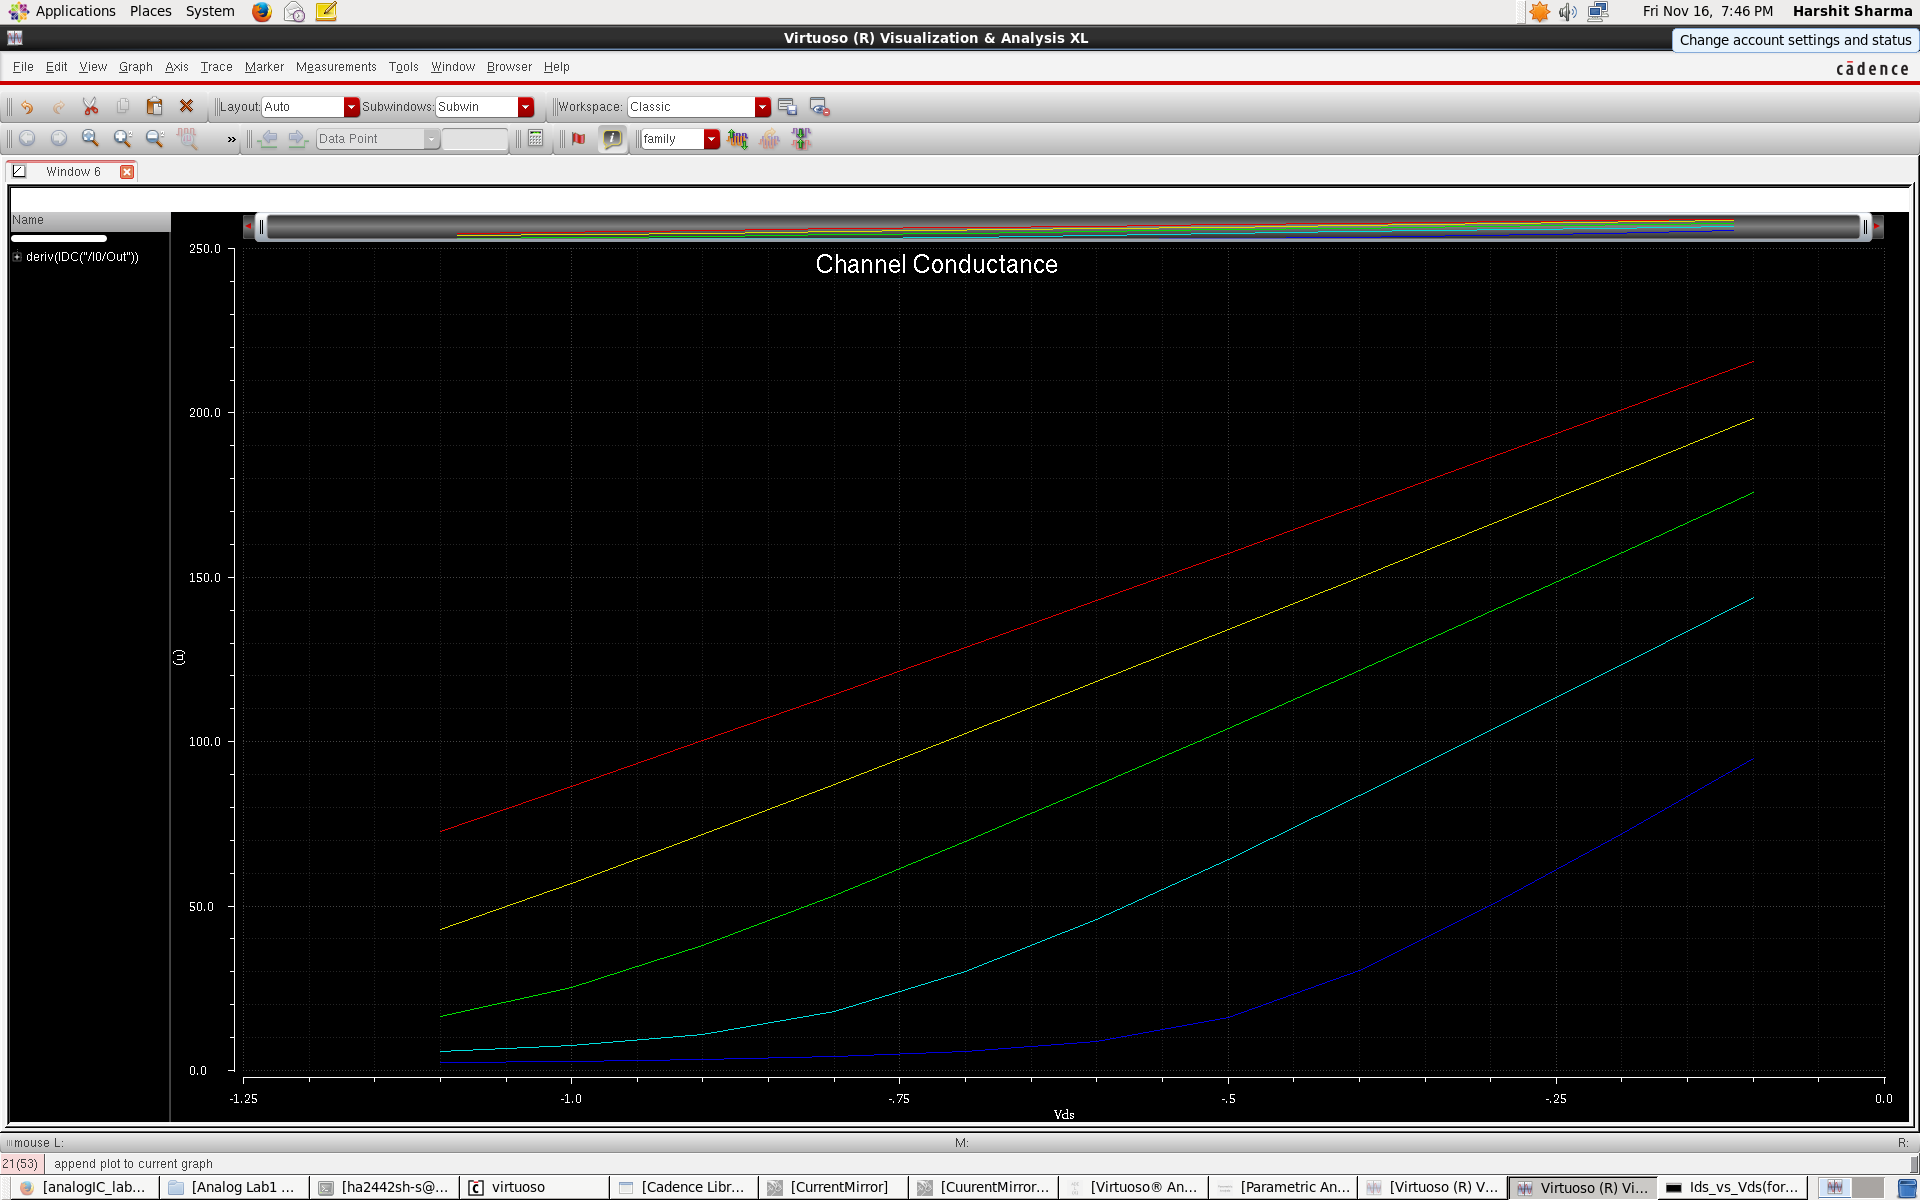 Applications Places System Fri Nov 16, 7:46 PM Harshit Sharma
Virtuoso (R) Visualization & Analysis XL
Change account settings and status
File Edit View Graph Axis Trace Marker Measurements Tools Window Browser Help
cādence
Layout: Auto Subwindows: Subwin Workspace: Classic
» Data Point family
Window 6
Name
deriv(IDC("/I0/Out"))
Channel Conductance
250.0
200.0
150.0
(u)
100.0
50.0
0.0
-1.25 -1.0 -.75 -.5 -.25 0.0
Vds
mouse L: M: R:
21(53) append plot to current graph
[analogIC_lab... [Analog Lab1 ... [ha2442sh-s@... virtuoso [Cadence Libr... [CurrentMirror] [CuurentMirror... [Virtuoso® An... [Parametric An... [Virtuoso (R) V... Virtuoso (R) Vi... Ids_vs_Vds(for...